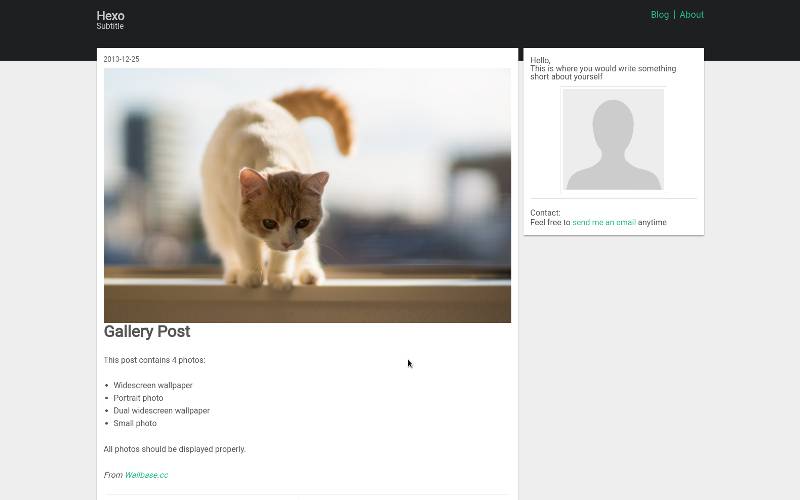 Hexo
Subtitle
Blog | About
2013-12-25
Gallery Post
This post contains 4 photos:
• Widescreen wallpaper
• Portrait photo
• Dual widescreen wallpaper
• Small photo
All photos should be displayed properly.
From Wallbase.cc
Hello,
This is where you would write something
short about yourself
Contact:
Feel free to send me an email anytime